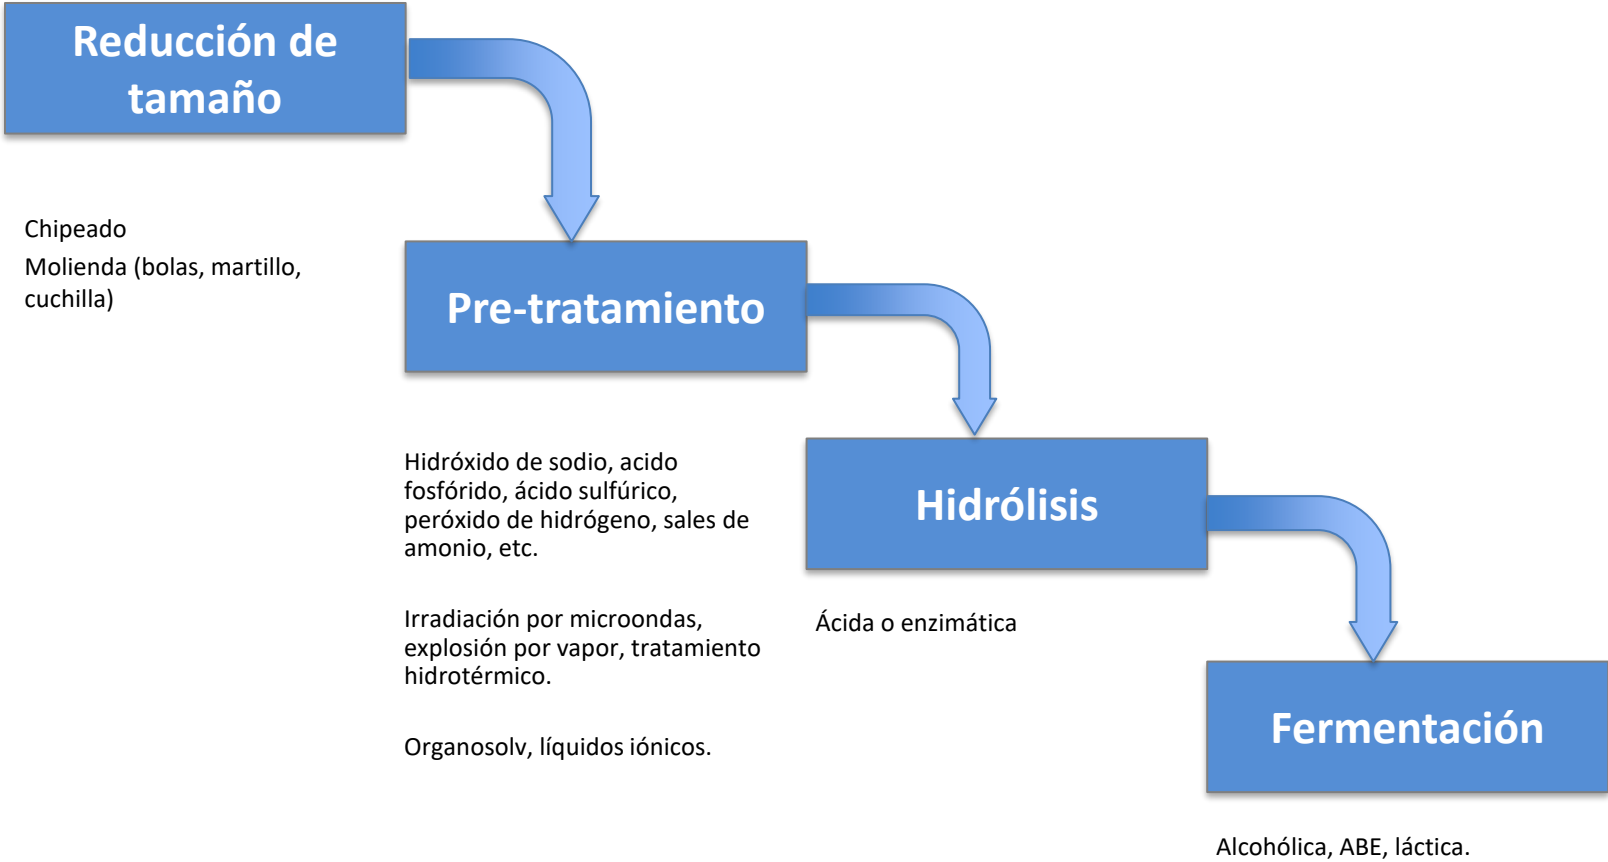 Reducción de
tamaño
Chipeado
Molienda (bolas, martillo,
cuchilla)
Pre-tratamiento
Hidróxido de sodio, acido
fosfórido, ácido sulfúrico,
peróxido de hidrógeno, sales de
amonio, etc.
Irradiación por microondas,
explosión por vapor, tratamiento
hidrotérmico.
Organosolv, líquidos iónicos.
Hidrólisis
Ácida o enzimática
Fermentación
Alcohólica, ABE, láctica.